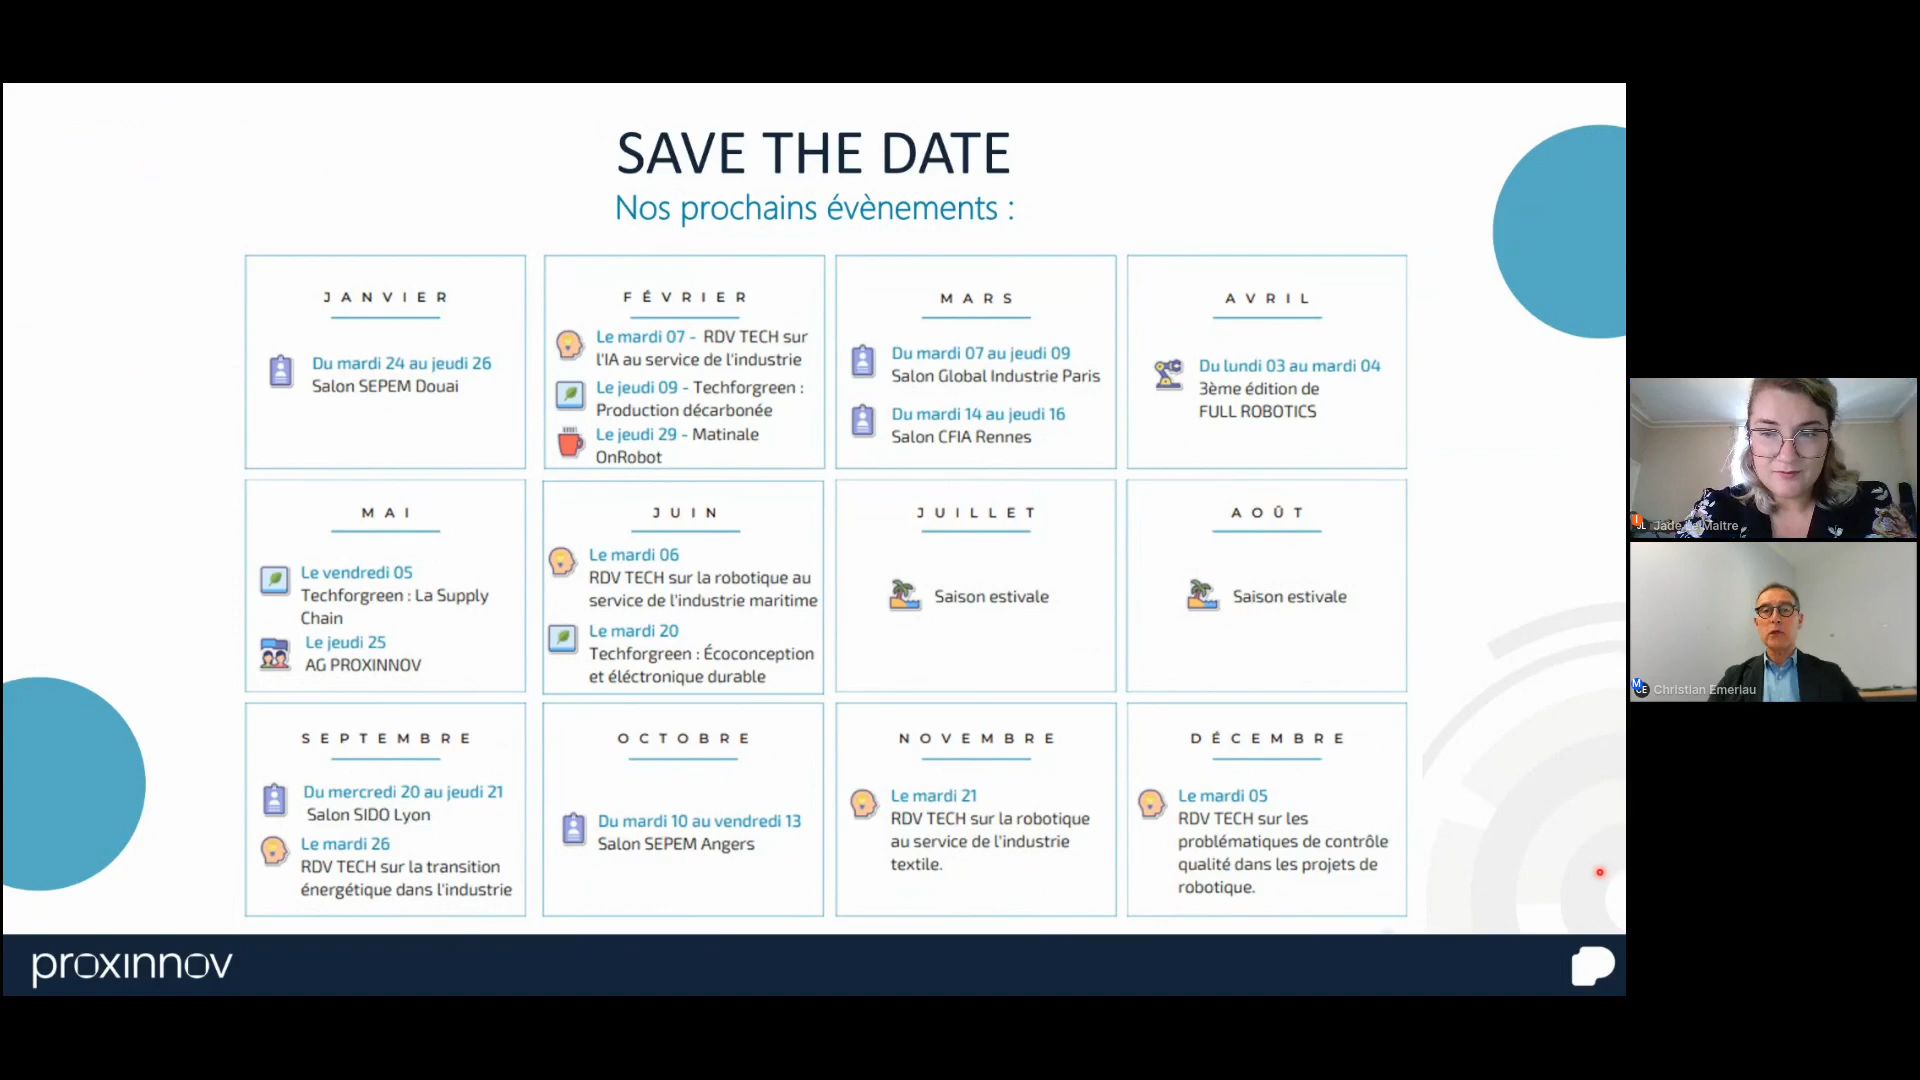 SAVE THE DATE
Nos prochains évènements :
JANVIER
Du mardi 24 au jeudi 26
Salon SEPEM Douai
FÉVRIER
Le mardi 07 - RDV TECH sur
l'IA au service de l'industrie
Le jeudi 09 - Techforgreen :
Production décarbonée
Le jeudi 29 - Matinale
OnRobot
MARS
Du mardi 07 au jeudi 09
Salon Global Industrie Paris
Du mardi 14 au jeudi 16
Salon CFIA Rennes
AVRIL
Du lundi 03 au mardi 04
3ème édition de
FULL ROBOTICS
MAI
Le vendredi 05
Techforgreen : La Supply
Chain
Le jeudi 25
AG PROXINNOV
JUIN
Le mardi 06
RDV TECH sur la robotique au
service de l'industrie maritime
Le mardi 20
Techforgreen : Écoconception
et éléctronique durable
JUILLET
Saison estivale
AOÛT
Saison estivale
SEPTEMBRE
Du mercredi 20 au jeudi 21
Salon SIDO Lyon
Le mardi 26
RDV TECH sur la transition
énergétique dans l'industrie
OCTOBRE
Du mardi 10 au vendredi 13
Salon SEPEM Angers
NOVEMBRE
Le mardi 21
RDV TECH sur la robotique
au service de l'industrie
textile.
DÉCEMBRE
Le mardi 05
RDV TECH sur les
problématiques de contrôle
qualité dans les projets de
robotique.
proxinnov
JL Jade Le Maitre
M CE Christian Emeriau